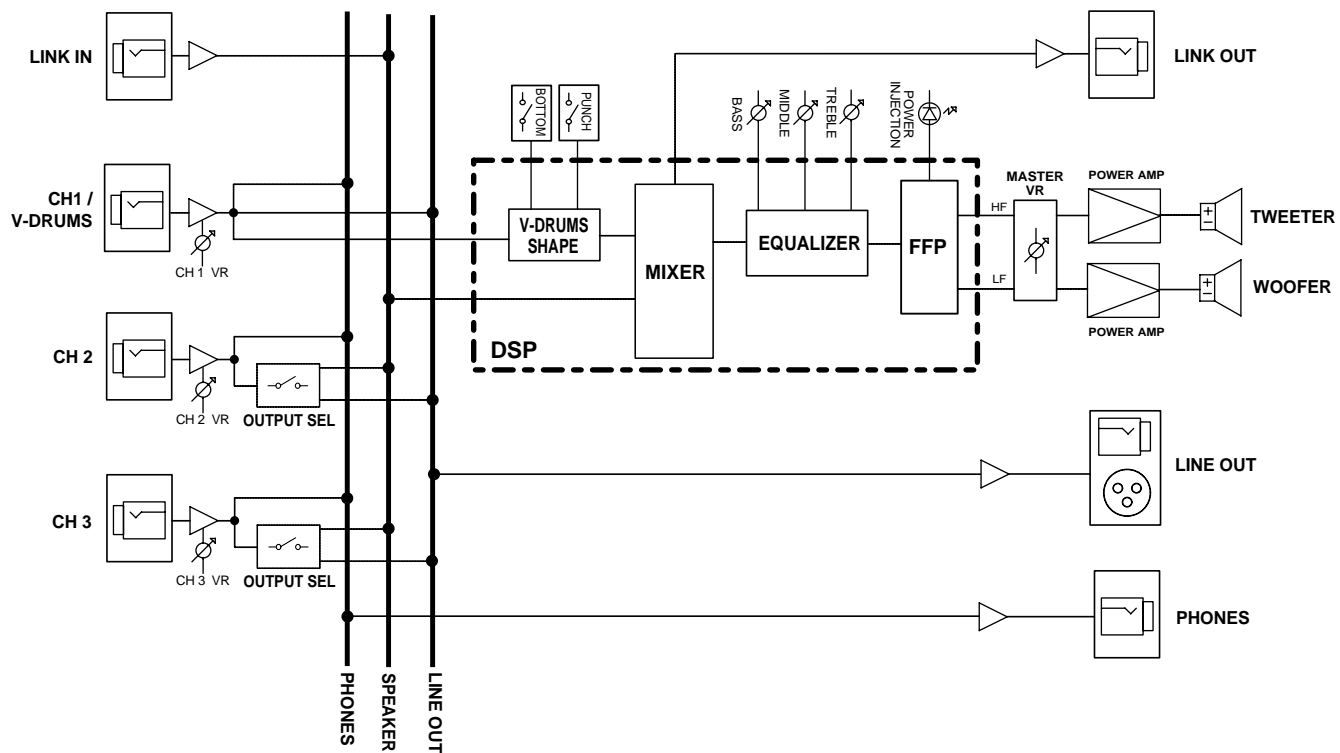 LINK IN
LINK OUT
BOTTOM
PUNCH
BASS
MIDDLE
TREBLE
POWER
INJECTION
CH1 /
V-DRUMS
CH 1 VR
V-DRUMS
SHAPE
MIXER
EQUALIZER
FFP
HF
LF
MASTER
VR
POWER AMP
TWEETER
WOOFER
POWER AMP
DSP
CH 2
CH 2 VR
OUTPUT SEL
CH 3
CH 3 VR
OUTPUT SEL
LINE OUT
PHONES
PHONES
SPEAKER
LINE OUT